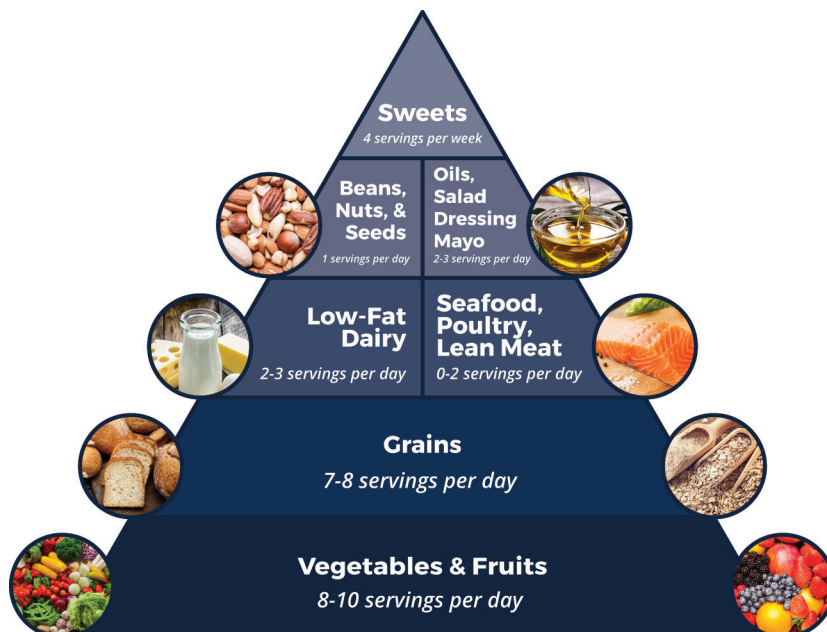 Sweets
4 servings per week
Beans,
Nuts, &
Seeds
1 servings per day
Oils,
Salad
Dressing
Mayo
2-3 servings per day
Low-Fat
Dairy
2-3 servings per day
Seafood,
Poultry,
Lean Meat
0-2 servings per day
Grains
7-8 servings per day
Vegetables & Fruits
8-10 servings per day